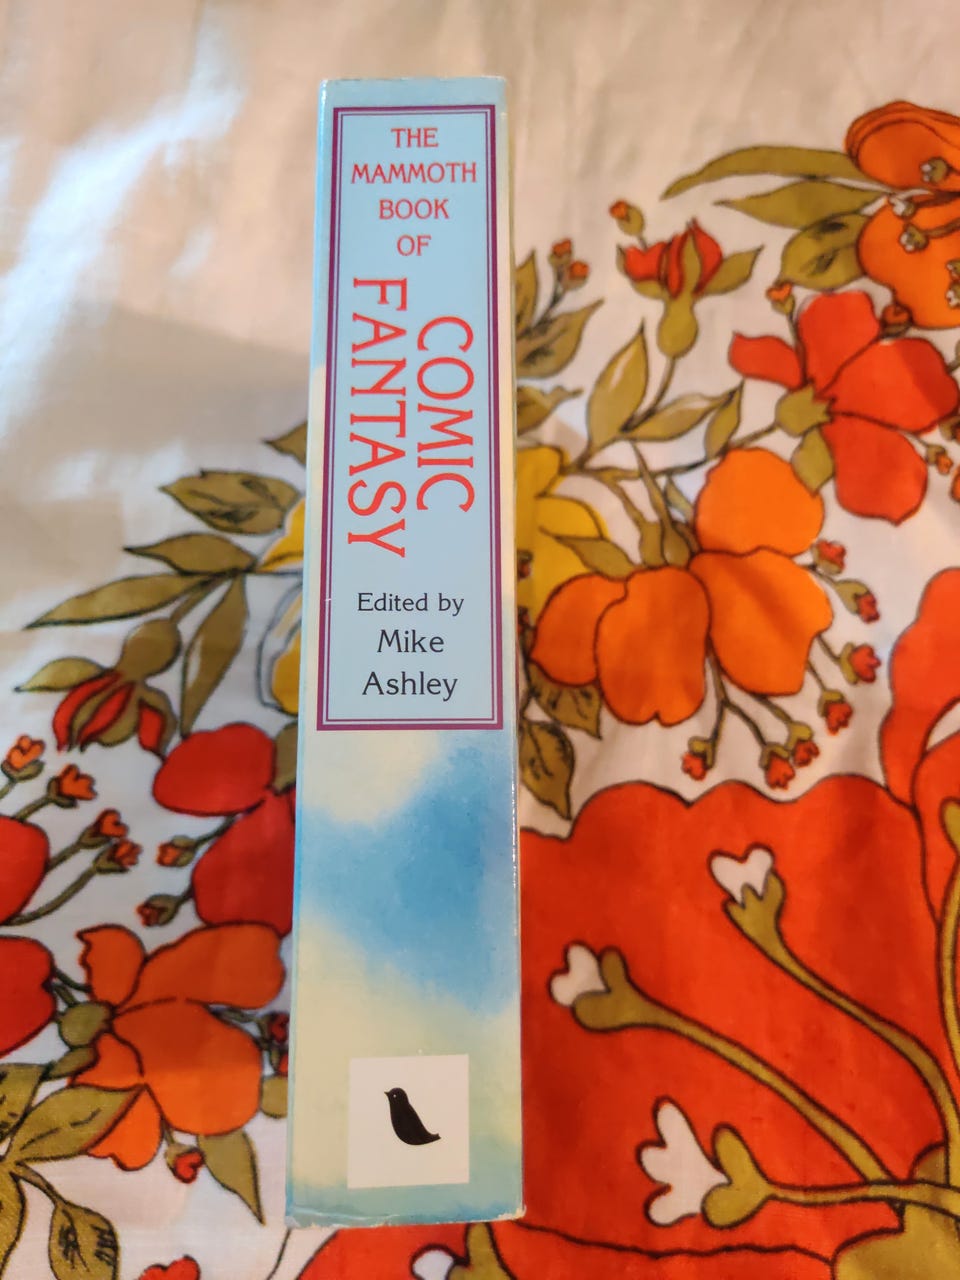 THE
MAMMOTH
BOOK
OF
COMIC
FANTASY
Edited by
Mike
Ashley